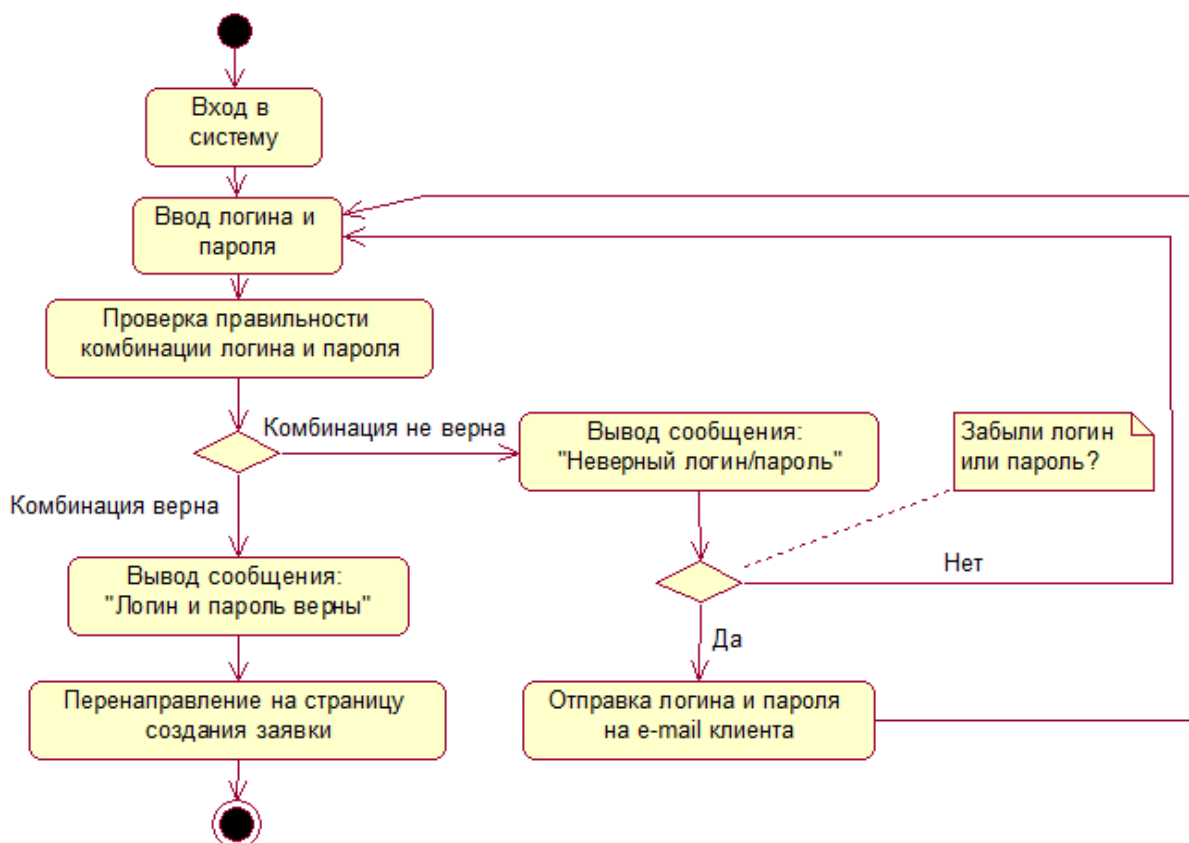 Вход в
систему
Ввод логина и
пароля
Проверка правильности
комбинации логина и пароля
Комбинация не верна
Вывод сообщения:
"Неверный логин/пароль"
Забыли логин
или пароль?
Комбинация верна
Нет
Вывод сообщения:
"Логин и пароль верны"
Да
Перенаправление на страницу
создания заявки
Отправка логина и пароля
на e-mail клиента